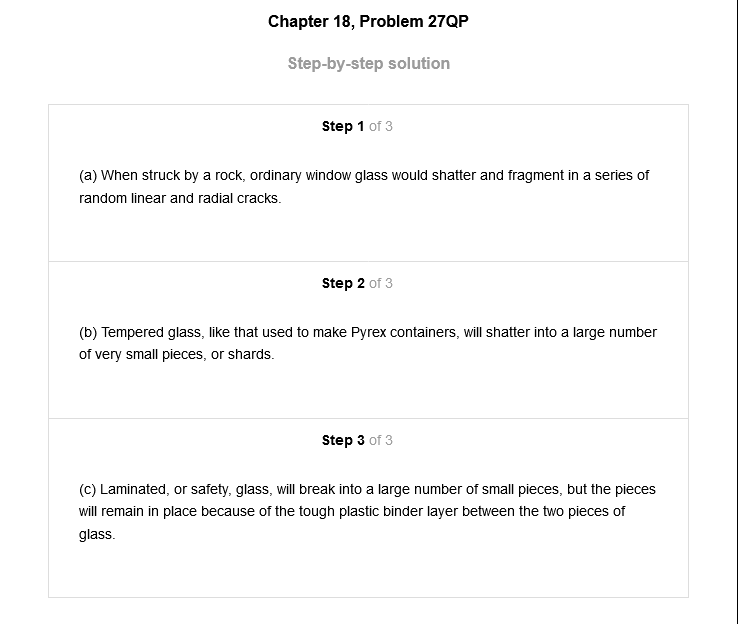 Chapter 18, Problem 27QP
Step-by-step solution
Step 1 of 3
(a) When struck by a rock, ordinary window glass would shatter and fragment in a series of
random linear and radial cracks.
Step 2 of 3
(b) Tempered glass, like that used to make Pyrex containers, will shatter into a large number
of very small pieces, or shards.
Step 3 of 3
(c) Laminated, or safety, glass, will break into a large number of small pieces, but the pieces
will remain in place because of the tough plastic binder layer between the two pieces of
glass.